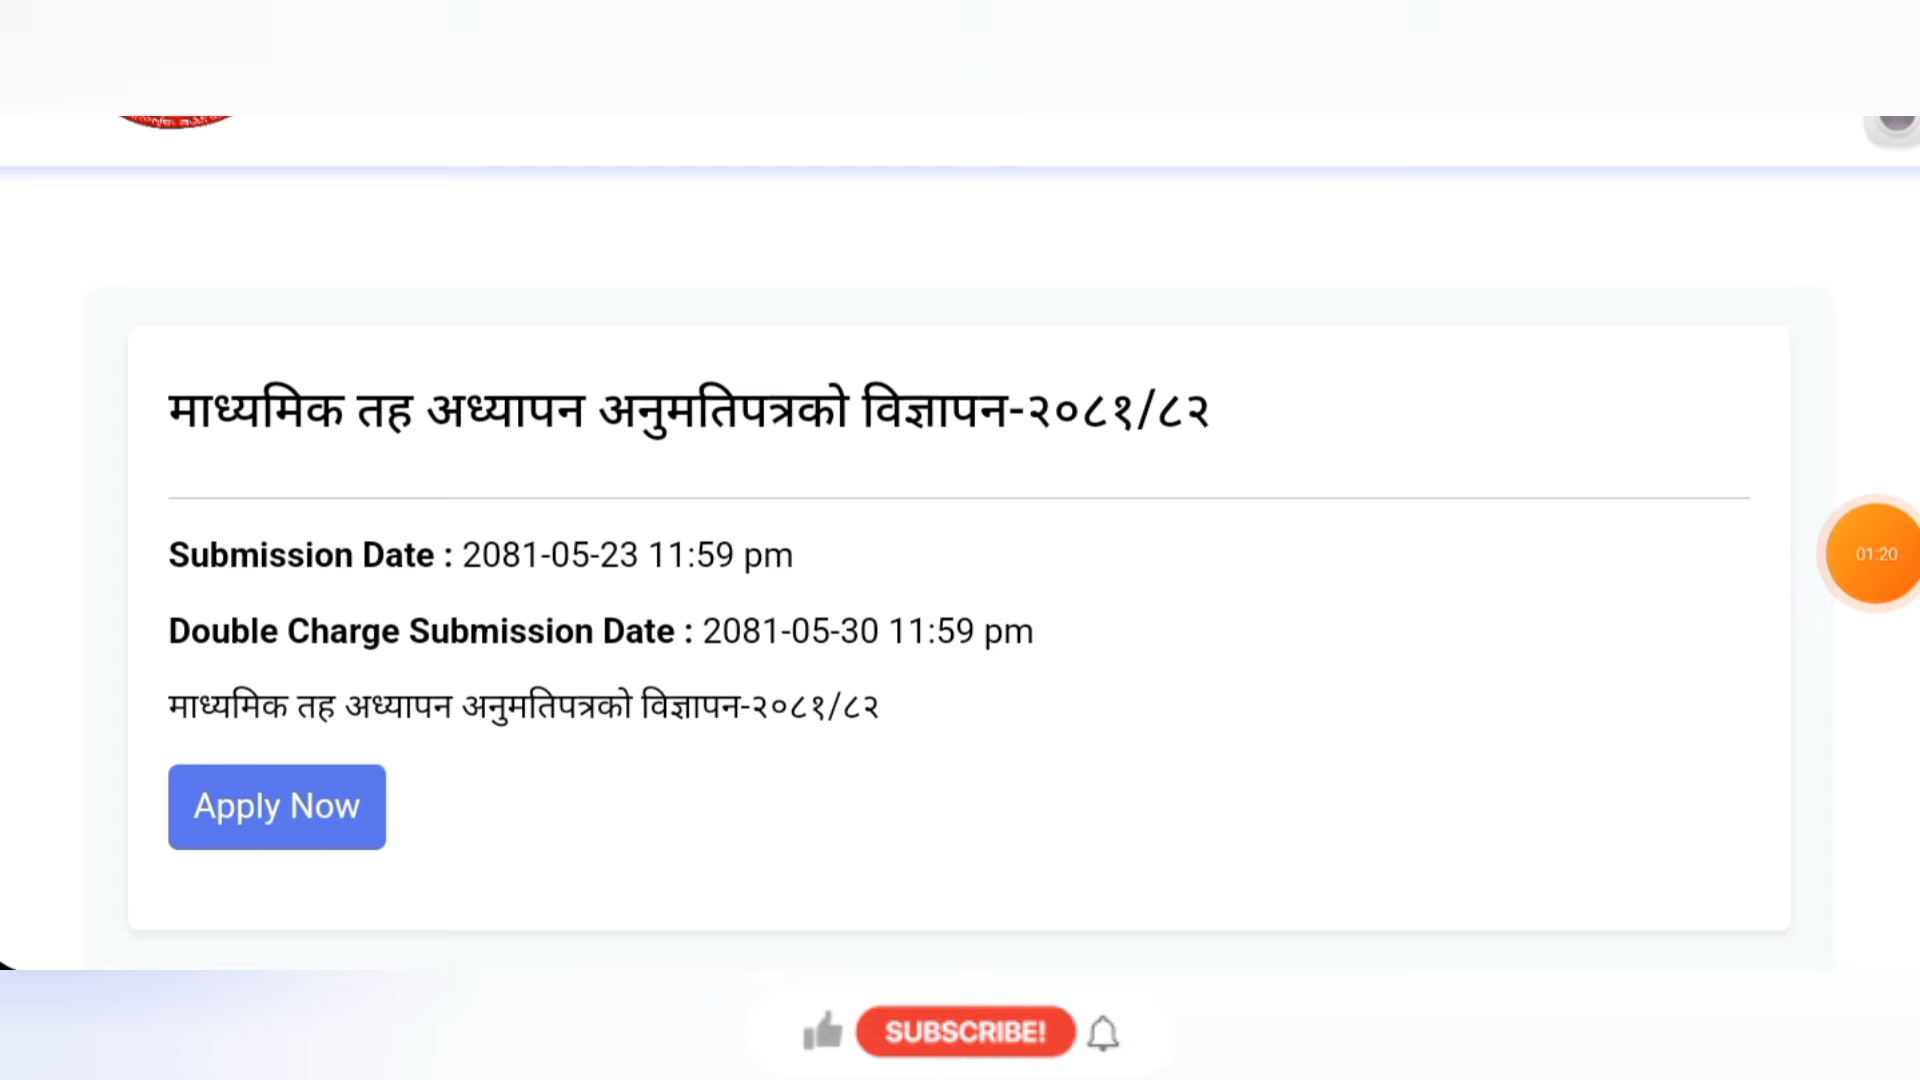 माध्यमिक तह अध्यापन अनुमतिपत्रको विज्ञापन-२०८१/८२
Submission Date : 2081-05-23 11:59 pm
01:20
Double Charge Submission Date : 2081-05-30 11:59 pm
माध्यमिक तह अध्यापन अनुमतिपत्रको विज्ञापन-२०८१/८२
Apply Now
SUBSCRIBE!